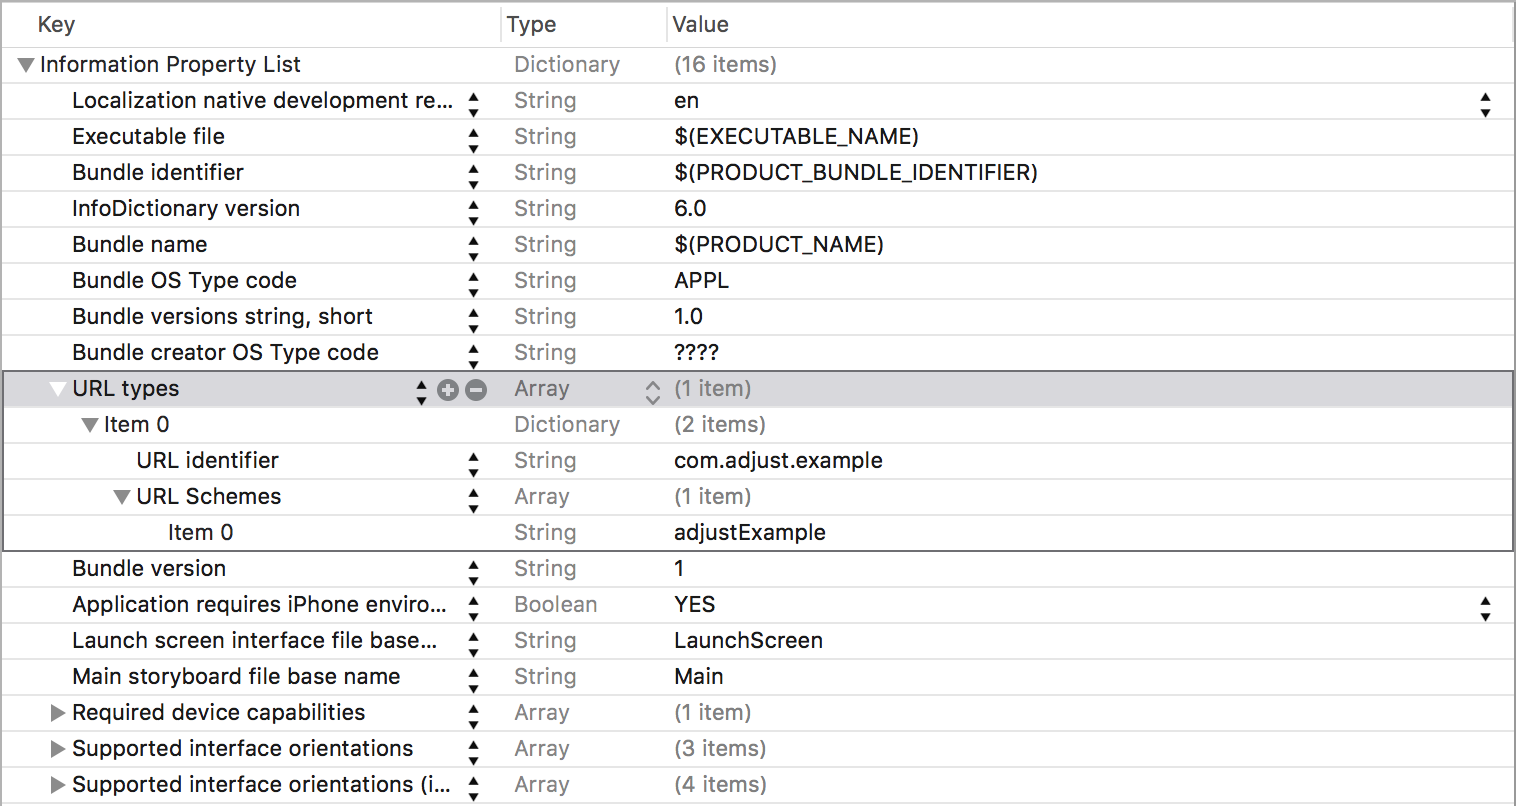 Key Type Value
Information Property List Dictionary (16 items)
Localization native development re... String en
Executable file String $(EXECUTABLE_NAME)
Bundle identifier String $(PRODUCT_BUNDLE_IDENTIFIER)
InfoDictionary version String 6.0
Bundle name String $(PRODUCT_NAME)
Bundle OS Type code String APPL
Bundle versions string, short String 1.0
Bundle creator OS Type code String ????
URL types Array (1 item)
Item 0 Dictionary (2 items)
URL identifier String com.adjust.example
URL Schemes Array (1 item)
Item 0 String adjustExample
Bundle version String 1
Application requires iPhone enviro... Boolean YES
Launch screen interface file base... String LaunchScreen
Main storyboard file base name String Main
Required device capabilities Array (1 item)
Supported interface orientations Array (3 items)
Supported interface orientations (i... Array (4 items)